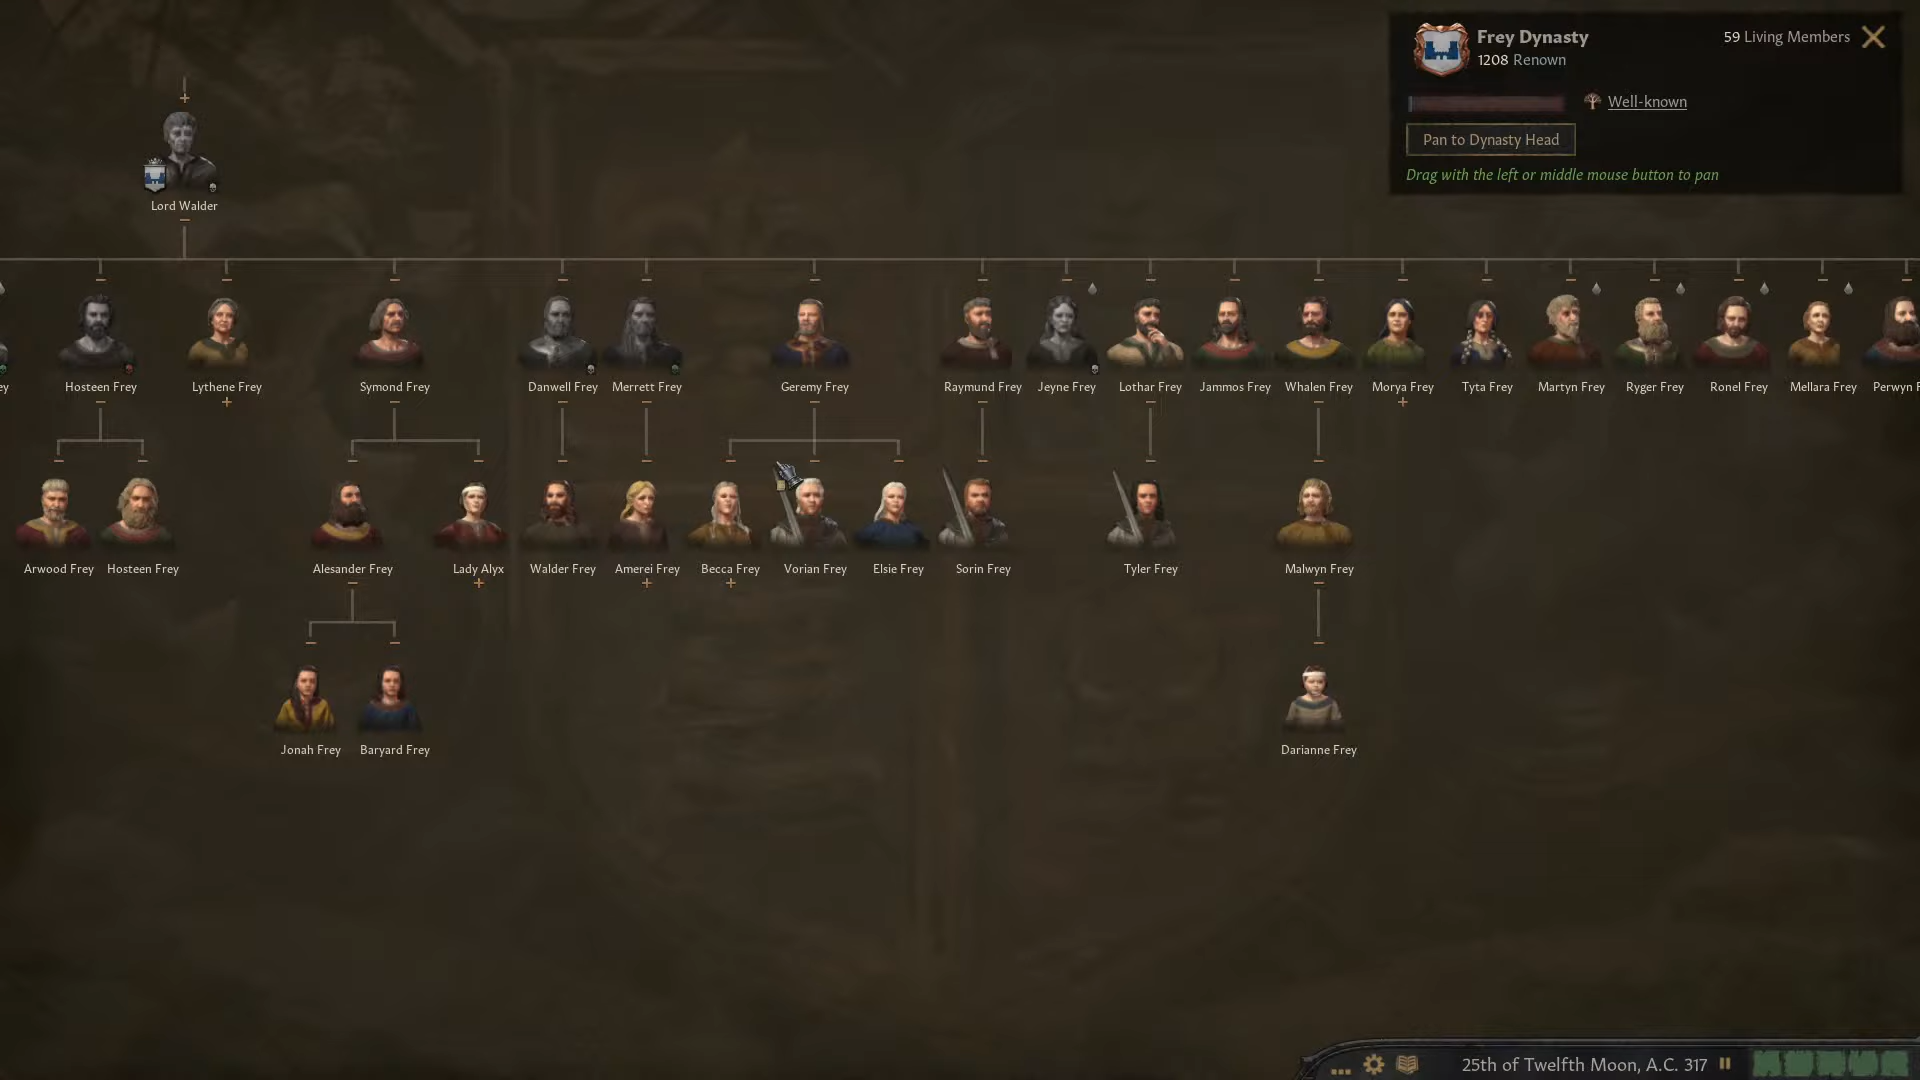 Frey Dynasty
59 Living Members
1208 Renown
Well-known
Pan to Dynasty Head
Drag with the left or middle mouse button to pan
Lord Walder
ey
Hosteen Frey
Lythene Frey
Symond Frey
Danwell Frey
Merrett Frey
Geremy Frey
Raymund Frey
Jeyne Frey
Lothar Frey
Jammos Frey
Whalen Frey
Morya Frey
Tyta Frey
Martyn Frey
Ryger Frey
Ronel Frey
Mellara Frey
Perwyn F
Arwood Frey
Hosteen Frey
Alesander Frey
Lady Alyx
Walder Frey
Amerei Frey
Becca Frey
Vorian Frey
Elsie Frey
Sorin Frey
Tyler Frey
Malwyn Frey
Jonah Frey
Baryard Frey
Darianne Frey
25th of Twelfth Moon, A.C. 317